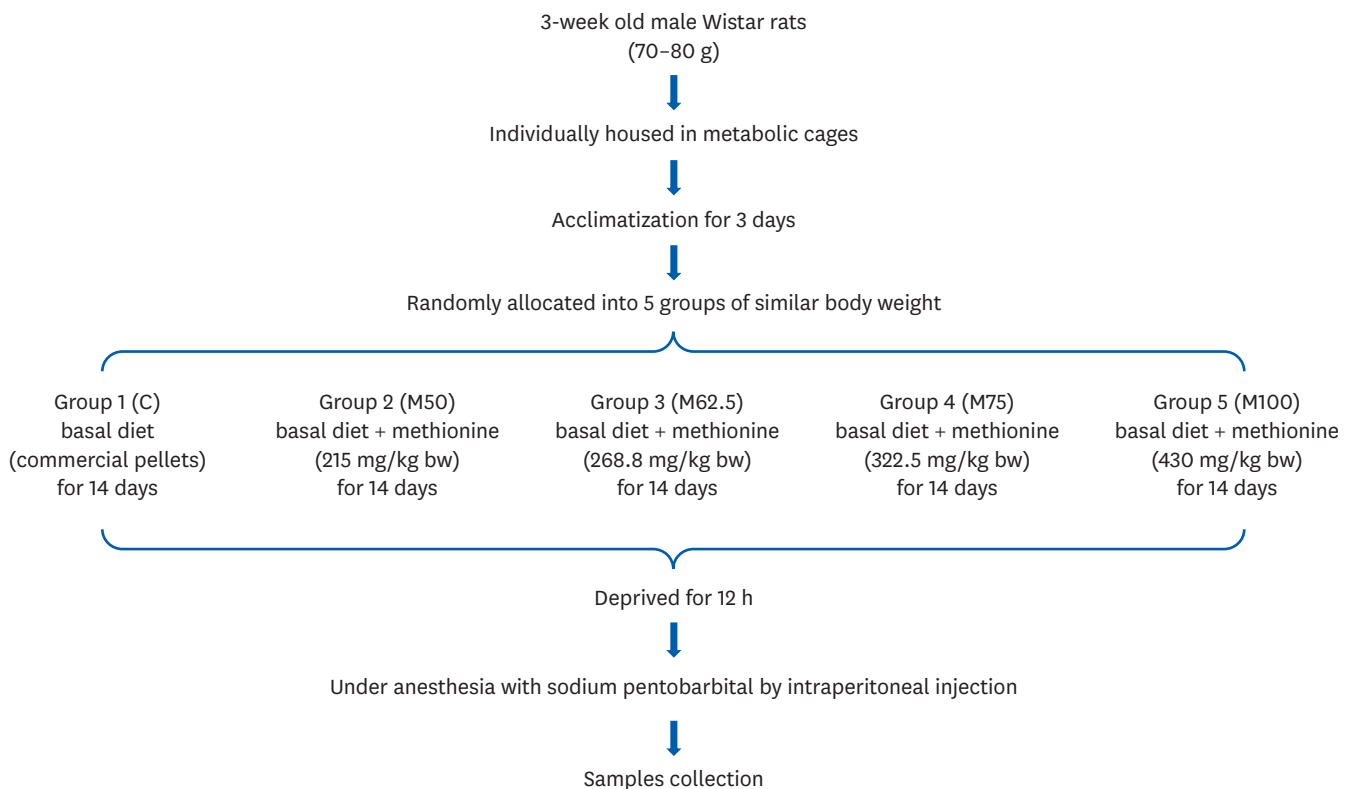 3-week old male Wistar rats
(70–80 g)
Individually housed in metabolic cages
Acclimatization for 3 days
Randomly allocated into 5 groups of similar body weight
Group 1 (C)
basal diet
(commercial pellets)
for 14 days
Group 2 (M50)
basal diet + methionine
(215 mg/kg bw)
for 14 days
Group 3 (M62.5)
basal diet + methionine
(268.8 mg/kg bw)
for 14 days
Group 4 (M75)
basal diet + methionine
(322.5 mg/kg bw)
for 14 days
Group 5 (M100)
basal diet + methionine
(430 mg/kg bw)
for 14 days
Deprived for 12 h
Under anesthesia with sodium pentobarbital by intraperitoneal injection
Samples collection